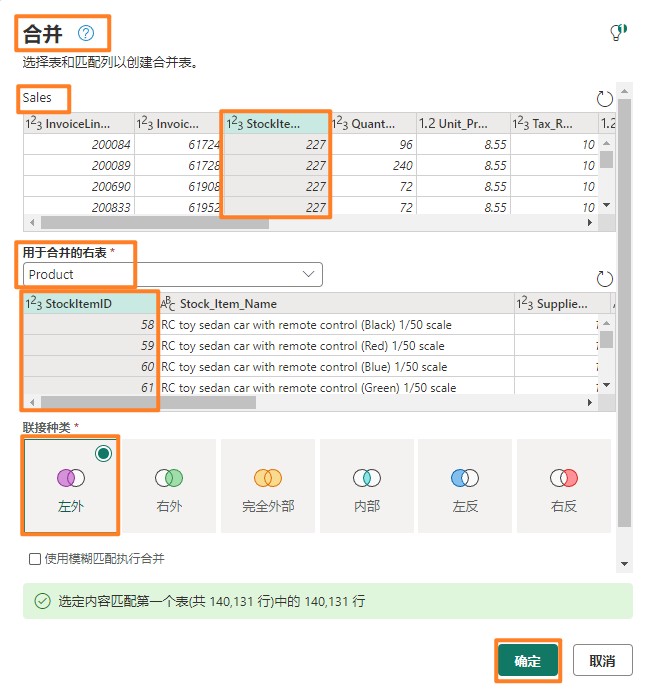 合并
选择表和匹配列以创建合并表。
Sales
1²3 InvoiceLin... 1²3 Invoic... 1²3 StockIte... 1²3 Quant... 1.2 Unit_Pr... 1²3 Tax_R... 1.2
200084 61724 227 96 8.55 10
200089 61728 227 240 8.55 10
200690 61908 227 72 8.55 10
200833 61952 227 72 8.55 10
用于合并的右表 *
Product
1²3 StockItemID ABC Stock_Item_Name 1²3 Supplie...
58 RC toy sedan car with remote control (Black) 1/50 scale
59 RC toy sedan car with remote control (Red) 1/50 scale
60 RC toy sedan car with remote control (Blue) 1/50 scale
61 RC toy sedan car with remote control (Green) 1/50 scale
联接种类 *
左外 右外 完全外部 内部 左反 右反
使用模糊匹配执行合并
选定内容匹配第一个表(共 140,131 行)中的 140,131 行
确定 取消